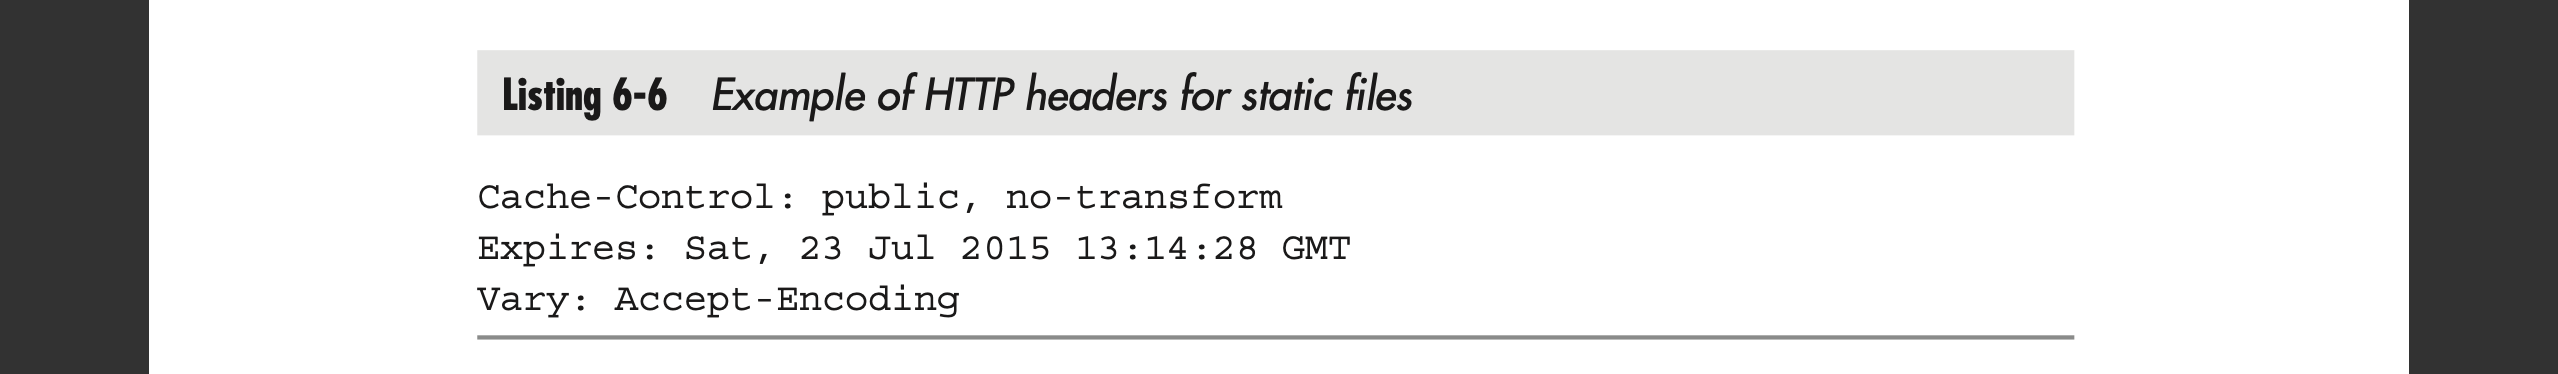 Listing 6-6 Example of HTTP headers for static files
Cache-Control: public, no-transform
Expires: Sat, 23 Jul 2015 13:14:28 GMT
Vary: Accept-Encoding